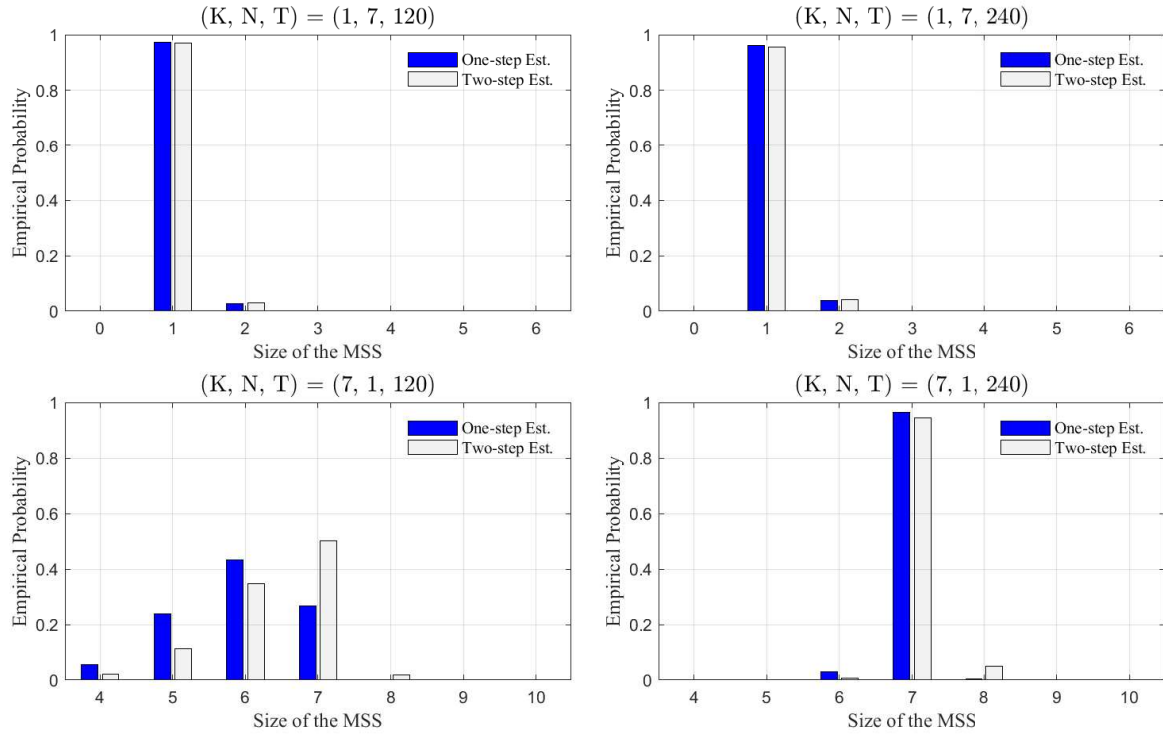 (K, N, T) = (1, 7, 120)
1
0.8
0.6
0.4
0.2
0
Empirical Probability
One-step Est.
Two-step Est.
0 1 2 3 4 5 6
Size of the MSS
(K, N, T) = (1, 7, 240)
1
0.8
0.6
0.4
0.2
0
Empirical Probability
One-step Est.
Two-step Est.
0 1 2 3 4 5 6
Size of the MSS
(K, N, T) = (7, 1, 120)
1
0.8
0.6
0.4
0.2
0
Empirical Probability
One-step Est.
Two-step Est.
4 5 6 7 8 9 10
Size of the MSS
(K, N, T) = (7, 1, 240)
1
0.8
0.6
0.4
0.2
0
Empirical Probability
One-step Est.
Two-step Est.
4 5 6 7 8 9 10
Size of the MSS